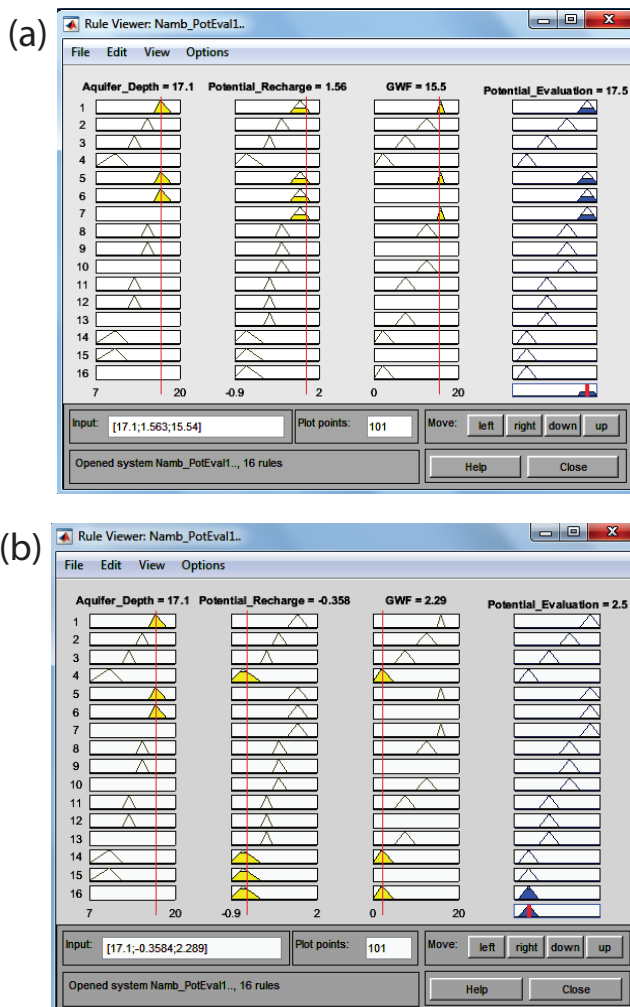 (a)
Rule Viewer: Namb_PotEval1..
File Edit View Options
Aquifer_Depth = 17.1 Potential_Recharge = 1.56 GWF = 15.5 Potential_Evaluation = 17.5
1
2
3
4
5
6
7
8
9
10
11
12
13
14
15
16
7 20 -0.9 2 0 20
Input: [17.1;1.563;15.54] Plot points: 101 Move: left right down up
Opened system Namb_PotEval1.., 16 rules Help Close
(b)
Rule Viewer: Namb_PotEval1..
File Edit View Options
Aquifer_Depth = 17.1 Potential_Recharge = -0.358 GWF = 2.29 Potential_Evaluation = 2.5
1
2
3
4
5
6
7
8
9
10
11
12
13
14
15
16
7 20 -0.9 2 0 20
Input: [17.1;-0.3584;2.289] Plot points: 101 Move: left right down up
Opened system Namb_PotEval1.., 16 rules Help Close